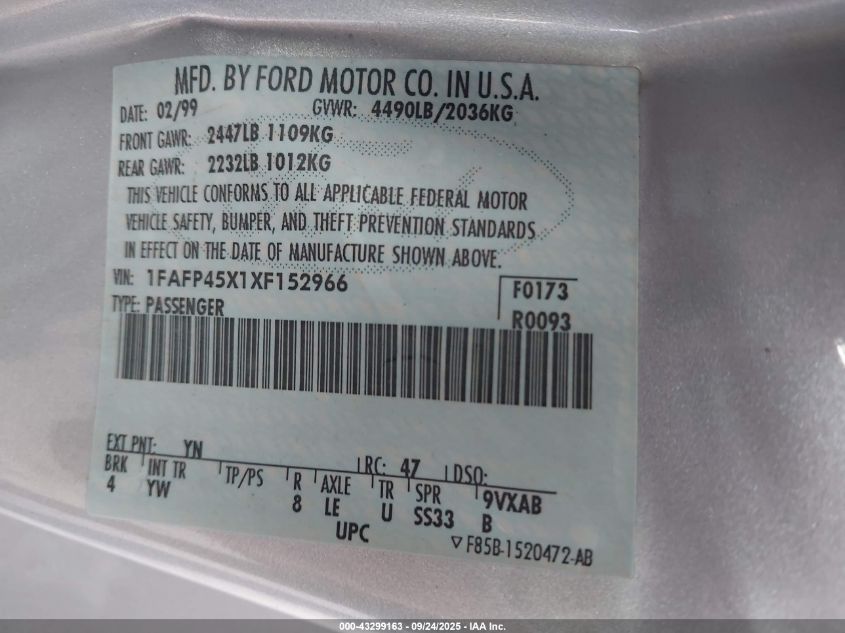 MFD. BY FORD MOTOR CO. IN U.S.A.
DATE: 02/99 GVWR: 4490LB/2036KG
FRONT GAWR: 2447LB 1109KG
REAR GAWR: 2232LB 1012KG
THIS VEHICLE CONFORMS TO ALL APPLICABLE FEDERAL MOTOR
VEHICLE SAFETY, BUMPER, AND THEFT PREVENTION STANDARDS
IN EFFECT ON THE DATE OF MANUFACTURE SHOWN ABOVE.
VIN: 1FAFP45X1XF152966 F0173
TYPE: PASSENGER R0093
EXT PNT: YN RC: 47 DSO:
BRK INT TR TP/PS R AXLE TR SPR 9VXAB
4 YW 8 LE U SS33 B
UPC
▽ F85B-1520472-AB
000-43299163 - 09/24/2025 - IAA Inc.